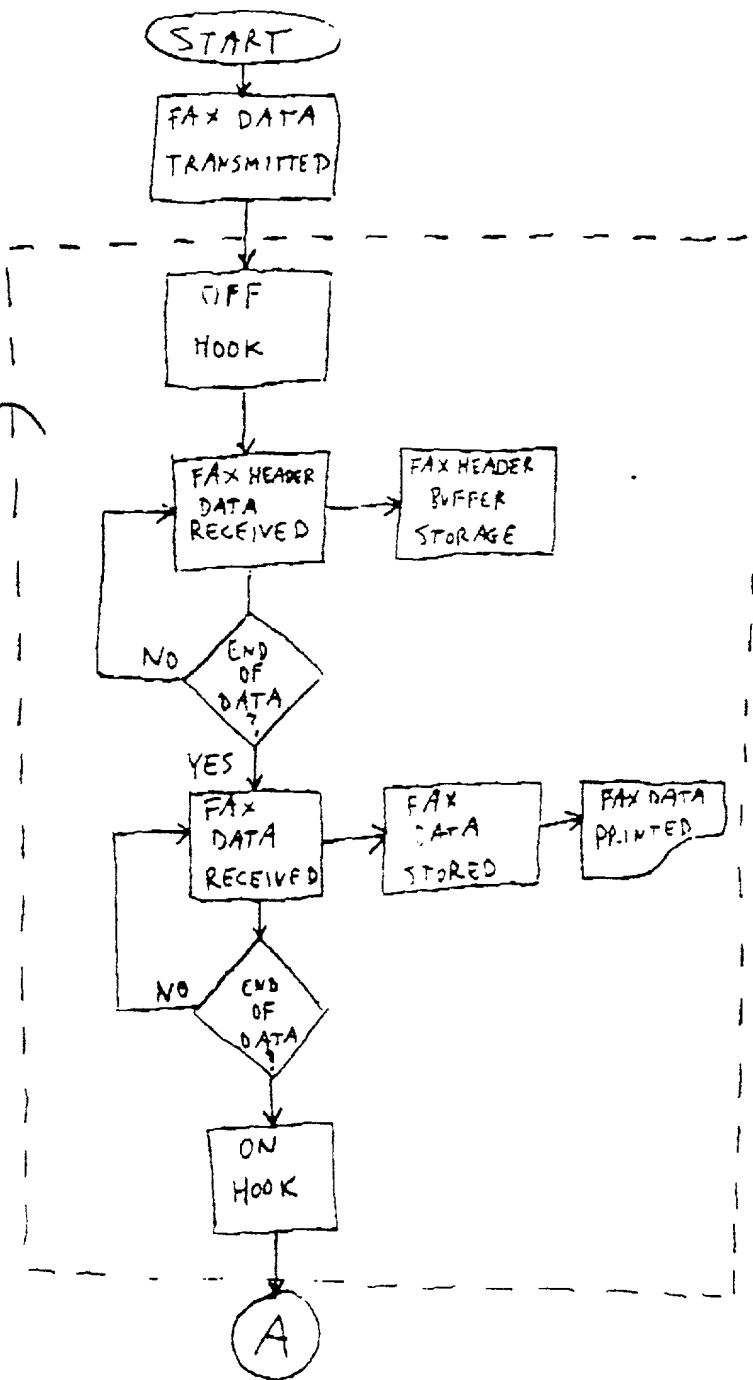 START
FAX DATA
TRANSMITTED
OFF
HOOK
FAX HEADER
DATA
RECEIVED
FAX HEADER
BUFFER
STORAGE
NO
END
OF
DATA
?
YES
FAX
DATA
RECEIVED
FAX
DATA
STORED
FAX DATA
PRINTED
NO
END
OF
DATA
?
ON
HOOK
A